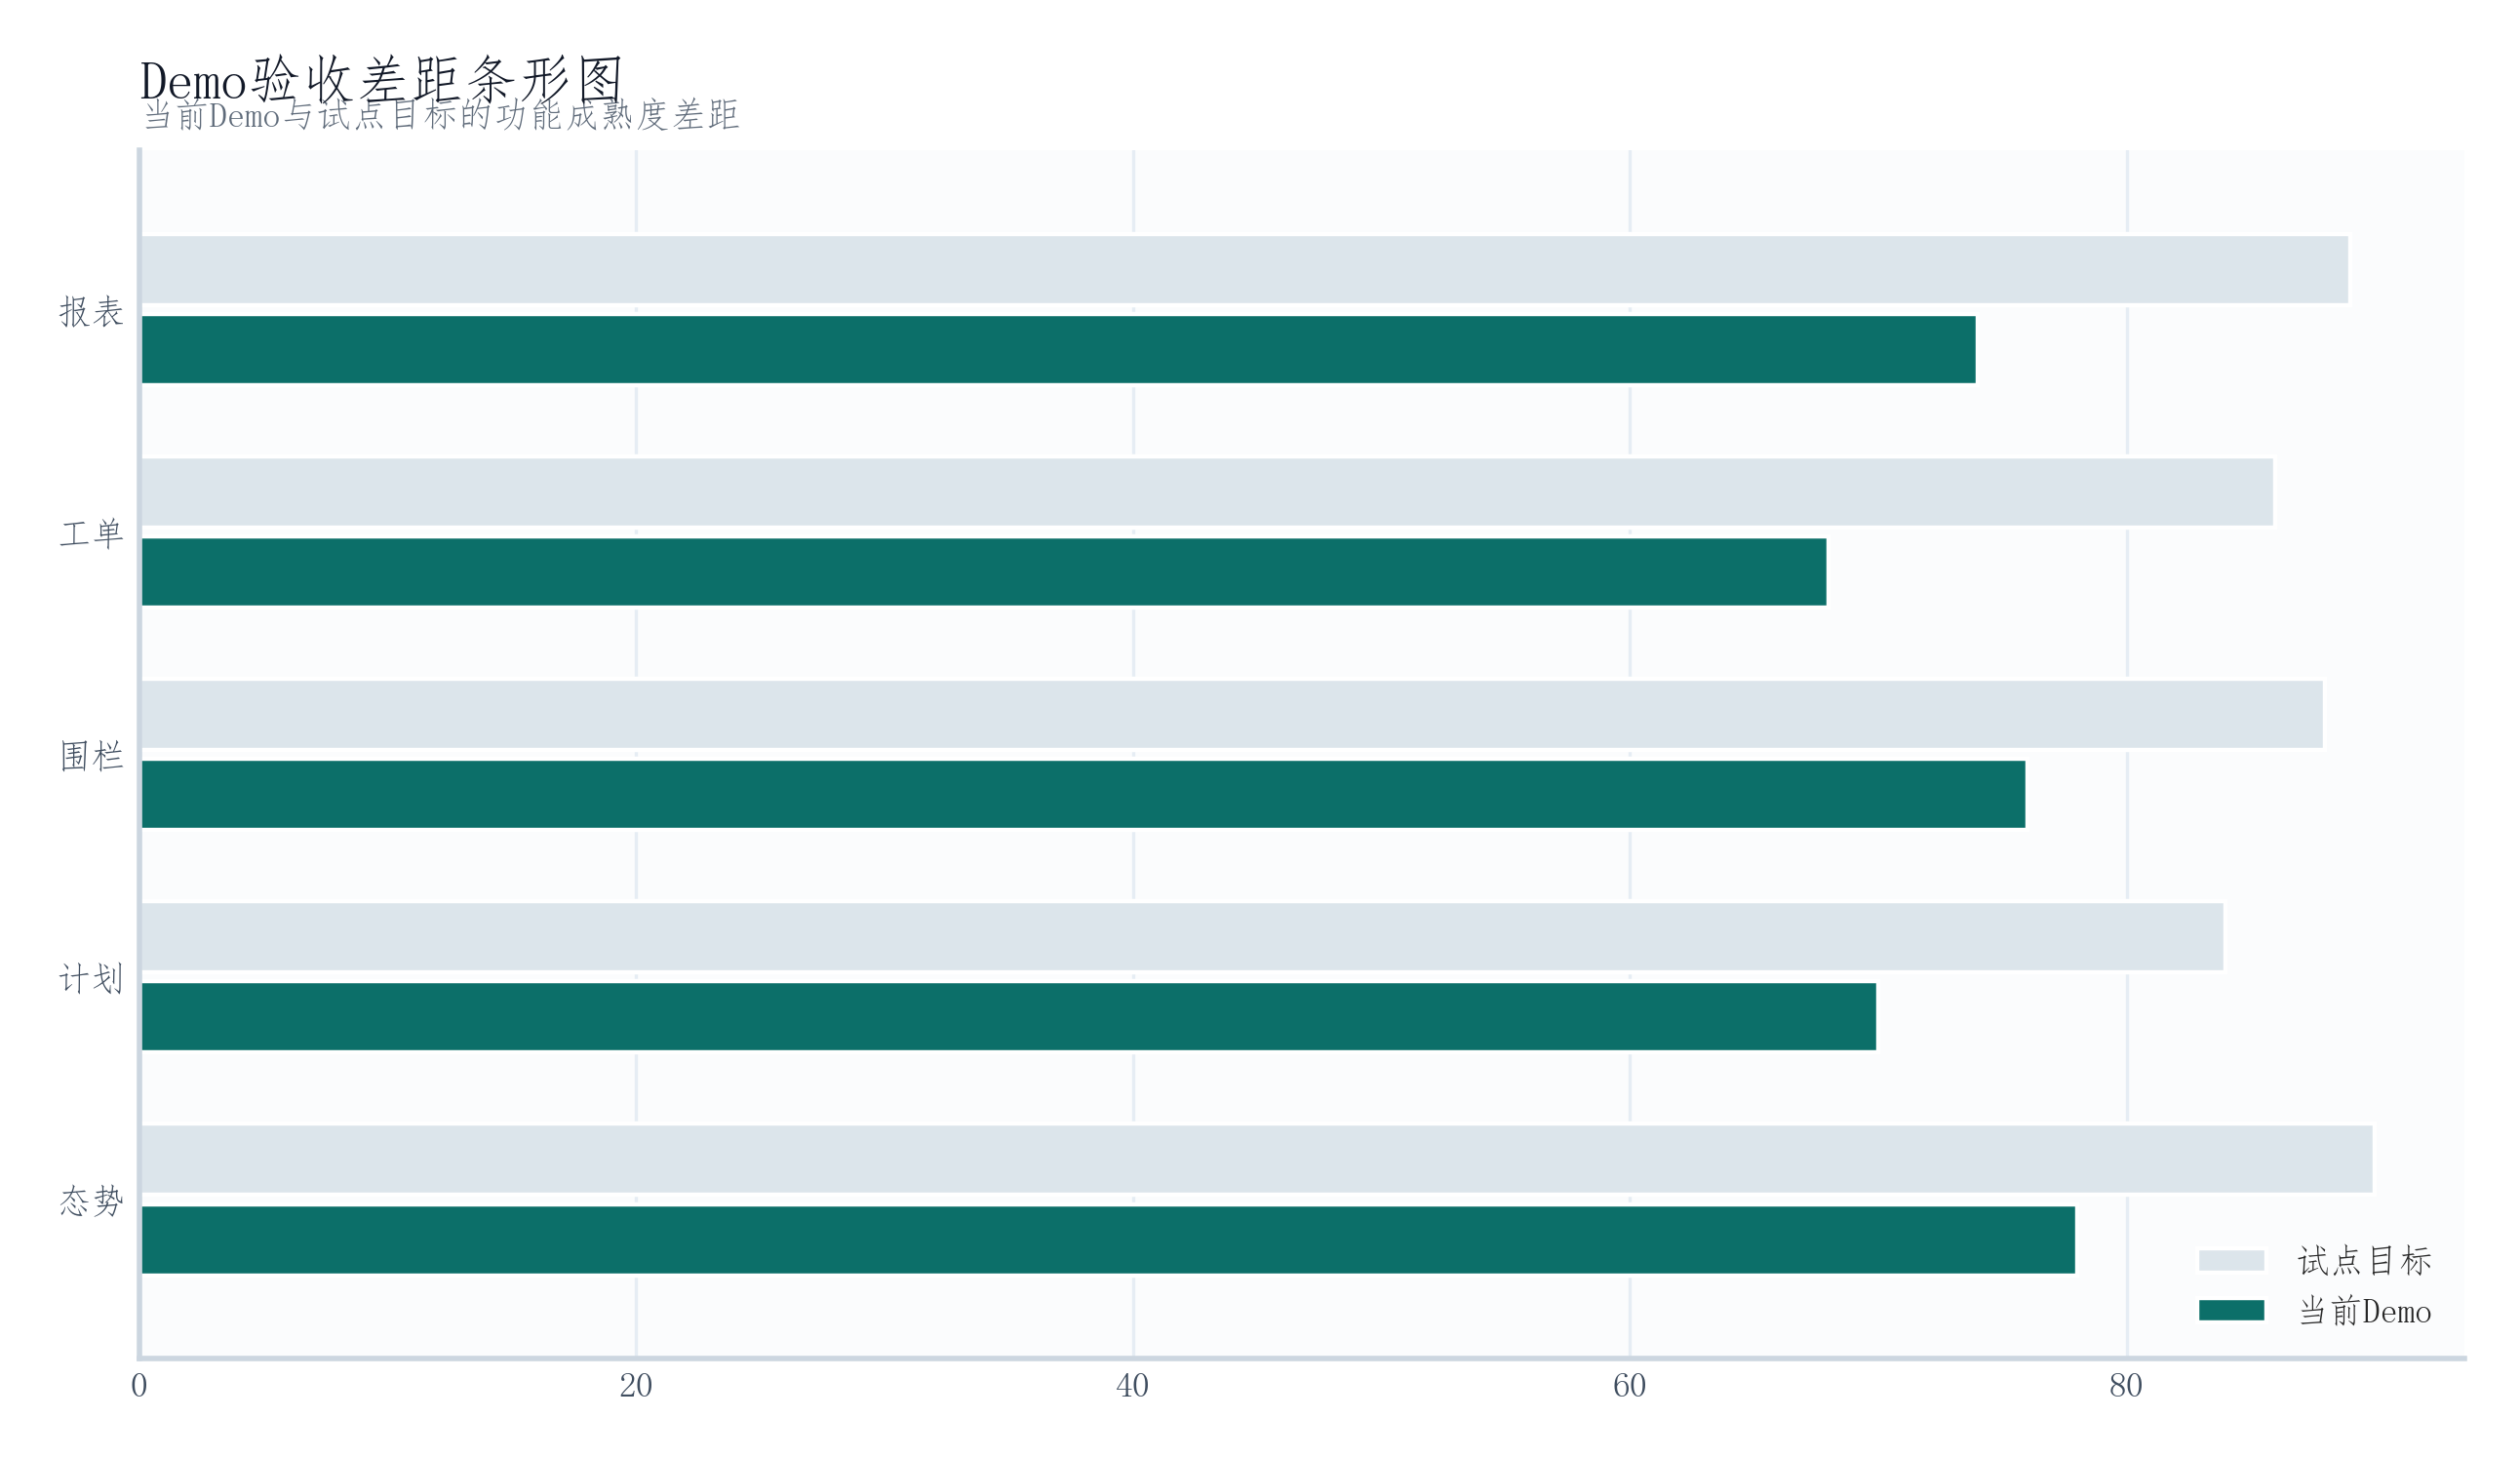 Demo验收差距条形图
当前Demo与试点目标的功能成熟度差距
报表
工单
围栏
计划
态势
试点目标
当前Demo
0 20 40 60 80